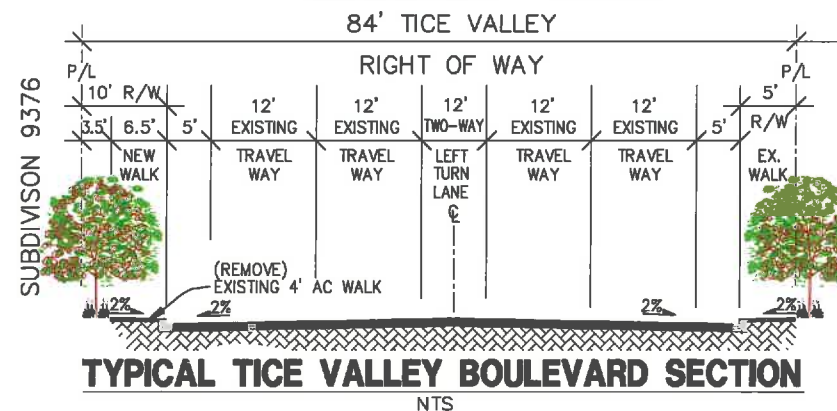 84' TICE VALLEY
RIGHT OF WAY
SUBDIVISON 9376
P/L
P/L
10' R/W
5'
R/W
3.5'
6.5'
5'
12'
EXISTING
12'
EXISTING
12'
TWO-WAY
12'
EXISTING
12'
EXISTING
5'
NEW
WALK
TRAVEL
WAY
TRAVEL
WAY
LEFT
TURN
LANE
℄
TRAVEL
WAY
TRAVEL
WAY
EX.
WALK
(REMOVE)
EXISTING 4' AC WALK
2%
2%
2%
2%
TYPICAL TICE VALLEY BOULEVARD SECTION
NTS